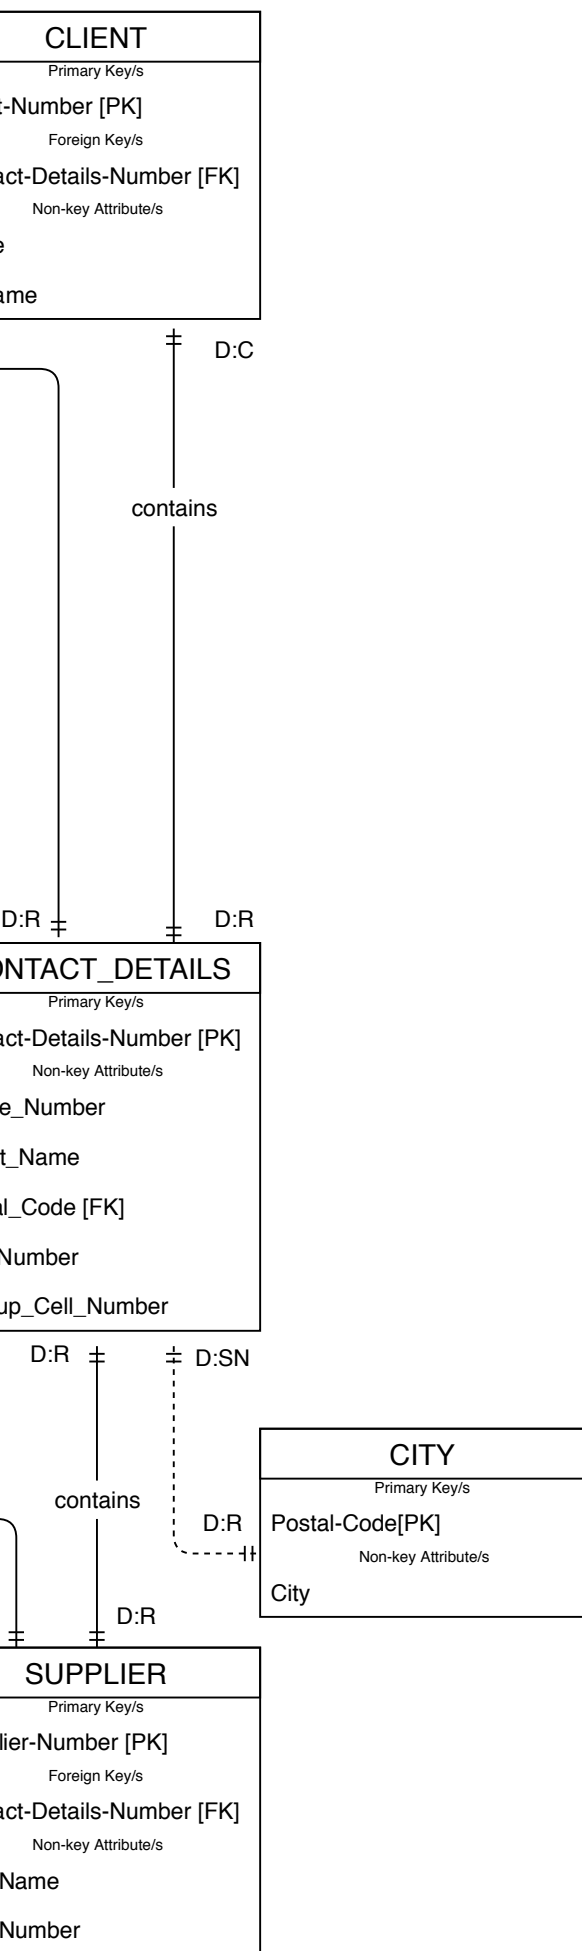 CLIENT
Primary Key/s
t-Number [PK]
Foreign Key/s
act-Details-Number [FK]
Non-key Attribute/s
e
ame
D:C
contains
D:R
D:R
ONTACT_DETAILS
Primary Key/s
act-Details-Number [PK]
Non-key Attribute/s
e_Number
t_Name
al_Code [FK]
Number
up_Cell_Number
D:R
D:SN
CITY
Primary Key/s
Postal-Code[PK]
Non-key Attribute/s
City
contains
D:R
D:R
SUPPLIER
Primary Key/s
lier-Number [PK]
Foreign Key/s
act-Details-Number [FK]
Non-key Attribute/s
Name
Number